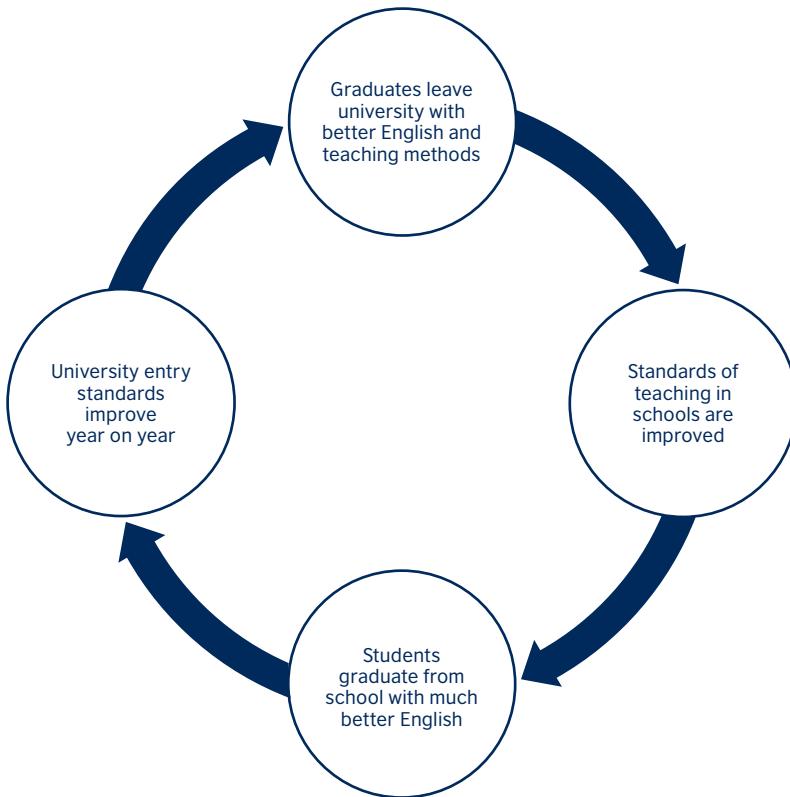 Graduates leave
university with
better English and
teaching methods
Standards of
teaching in
schools are
improved
Students
graduate from
school with much
better English
University entry
standards
improve
year on year